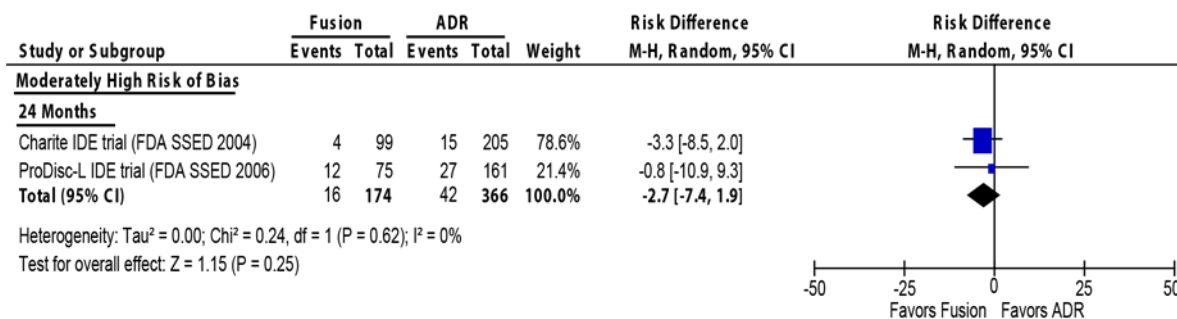 Fusion ADR Risk Difference Risk Difference
Study or Subgroup Events Total Events Total Weight M-H, Random, 95% CI M-H, Random, 95% CI
Moderately High Risk of Bias
24 Months
Charite IDE trial (FDA SSED 2004) 4 99 15 205 78.6% -3.3 [-8.5, 2.0]
ProDisc-L IDE trial (FDA SSED 2006) 12 75 27 161 21.4% -0.8 [-10.9, 9.3]
Total (95% CI) 16 174 42 366 100.0% -2.7 [-7.4, 1.9]
Heterogeneity: Tau² = 0.00; Chi² = 0.24, df = 1 (P = 0.62); I² = 0%
Test for overall effect: Z = 1.15 (P = 0.25)
-50 -25 0 25 50
Favors Fusion Favors ADR